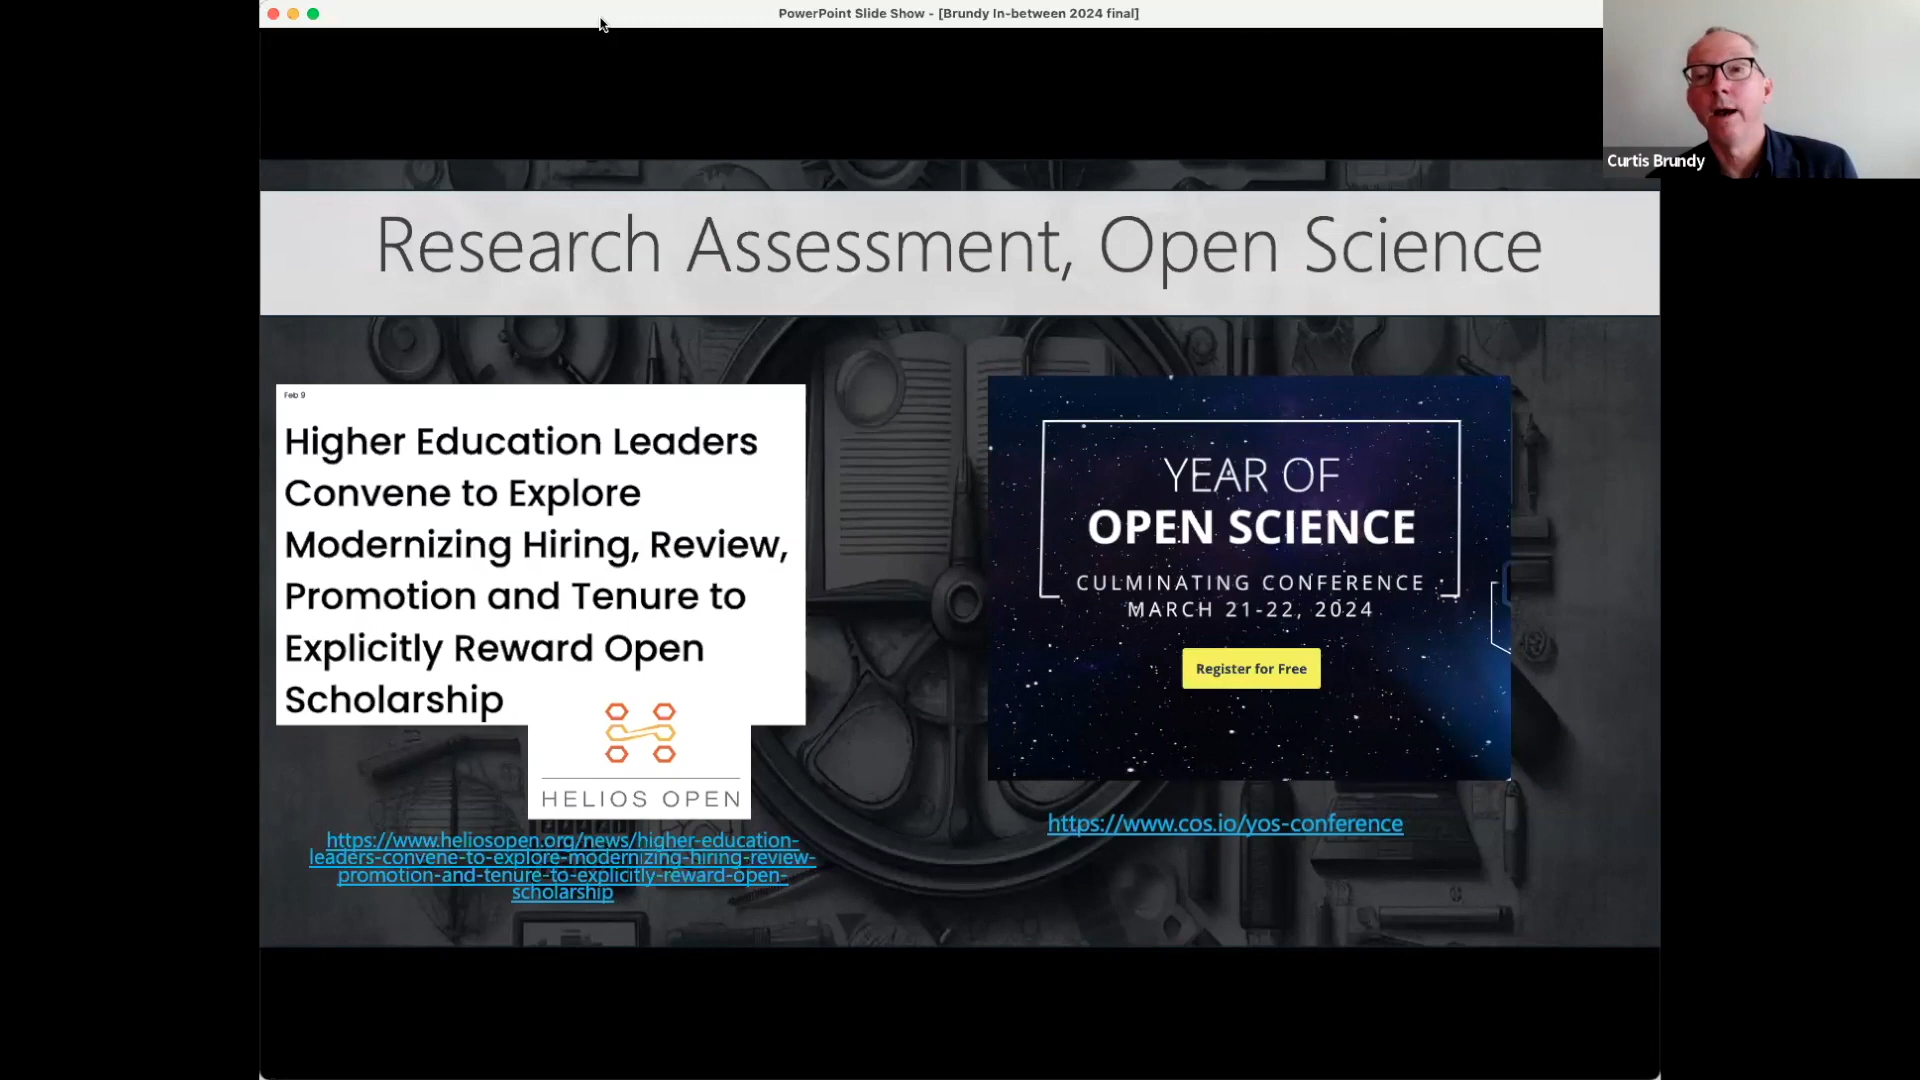 PowerPoint Slide Show - [Brundy In-between 2024 final]
Curtis Brundy
Research Assessment, Open Science
Feb 9
Higher Education Leaders
Convene to Explore
Modernizing Hiring, Review,
Promotion and Tenure to
Explicitly Reward Open
Scholarship
HELIOS OPEN
https://www.heliosopen.org/news/higher-education-
leaders-convene-to-explore-modernizing-hiring-review-
promotion-and-tenure-to-explicitly-reward-open-
scholarship
YEAR OF
OPEN SCIENCE
CULMINATING CONFERENCE
MARCH 21-22, 2024
Register for Free
https://www.cos.io/yos-conference